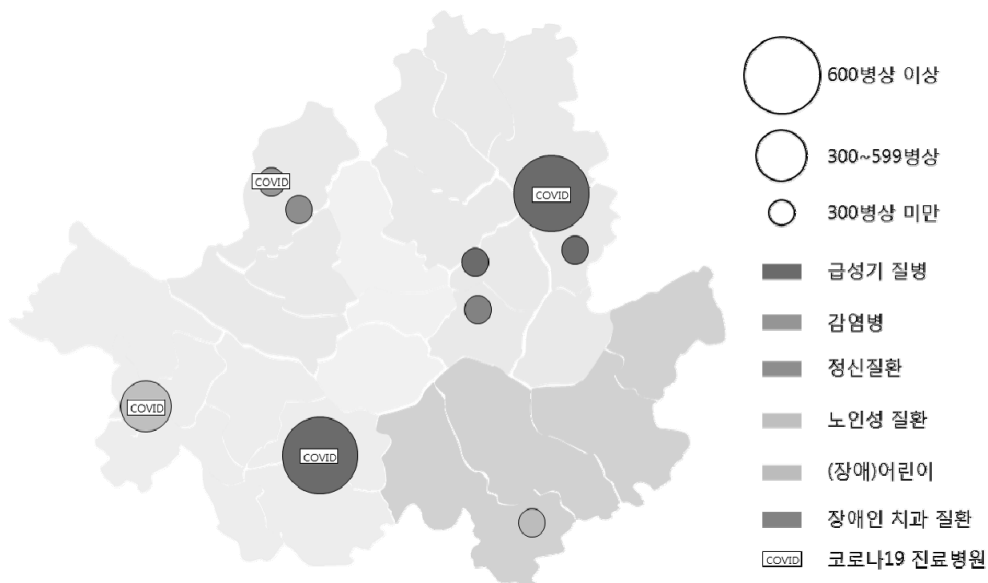 600병상 이상
COVID
300~599병상
COVID
300병상 미만
급성기 질병
감염병
정신질환
COVID
노인성 질환
COVID
(장애)어린이
장애인 치과 질환
COVID 코로나19 진료병원